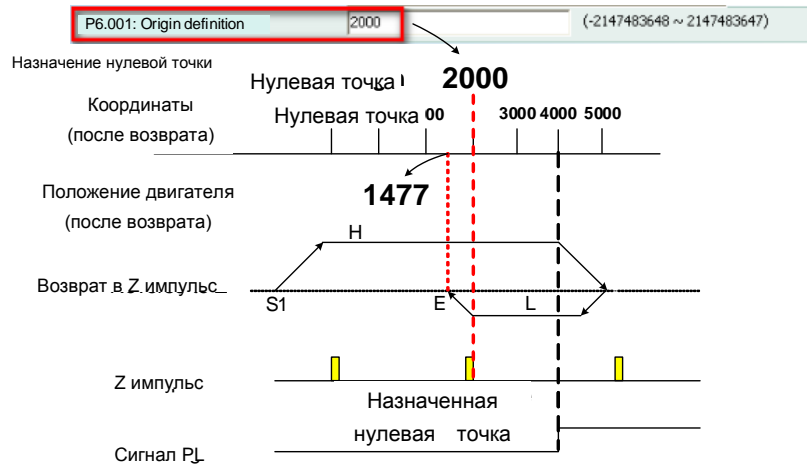 P6.001: Origin definition 2000 (-2147483648 ~ 2147483647)
Назначение нулевой точки
Нулевая точка 2000
Координаты
(после возврата)
Нулевая точка 00 3000 4000 5000
1477
Положение двигателя
(после возврата)
H
Возврат в Z импульс
S1 E L
Z импульс
Назначенная
нулевая точка
Сигнал PL